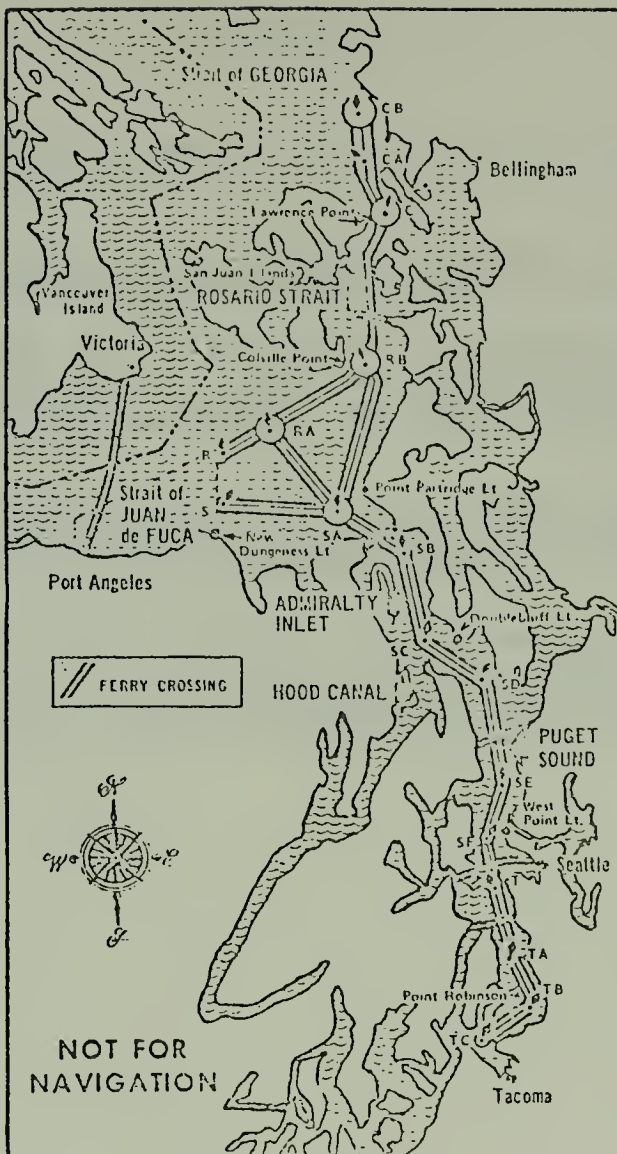 Strait of GEORGIA
CB
CA
Bellingham
Lawrence Point
C
San Juan Islands
ROSARIO STRAIT
Vancouver
Island
Victoria
Colville Point
RB
RA
R
Point Partridge Lt.
Strait of
JUAN
de FUCA
S
New
Dungeness Lt
SA
SB
Port Angeles
ADMIRALTY
INLET
Doublebluff Lt.
SC
FERRY CROSSING
HOOD CANAL
SD
PUGET
SOUND
SE
West
Point Lt.
SF
Seattle
T
N
W
E
S
TA
Point Robinson
TB
TC
NOT FOR
NAVIGATION
Tacoma